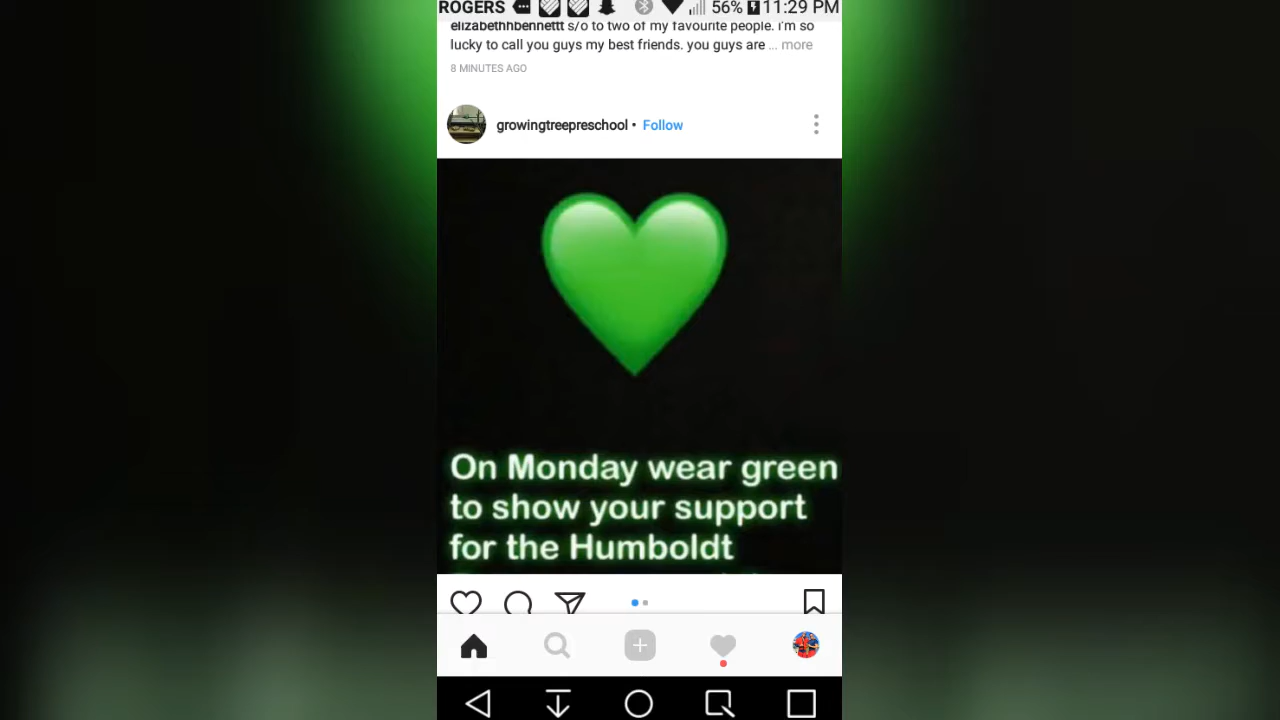 ROGERS 56% 11:29 PM
elizabethhbennettt s/o to two of my favourite people. i'm so
lucky to call you guys my best friends. you guys are ... more
8 MINUTES AGO
growingtreepreschool • Follow
On Monday wear green
to show your support
for the Humboldt